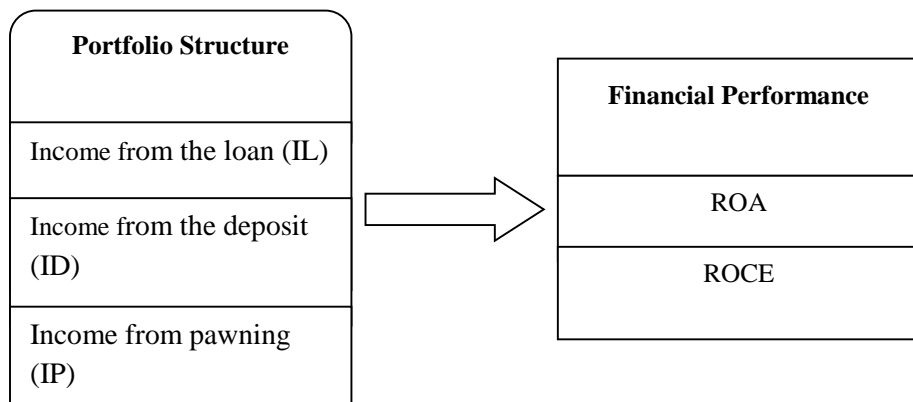 Portfolio Structure
Income from the loan (IL)
Income from the deposit
(ID)
Income from pawning
(IP)
Financial Performance
ROA
ROCE